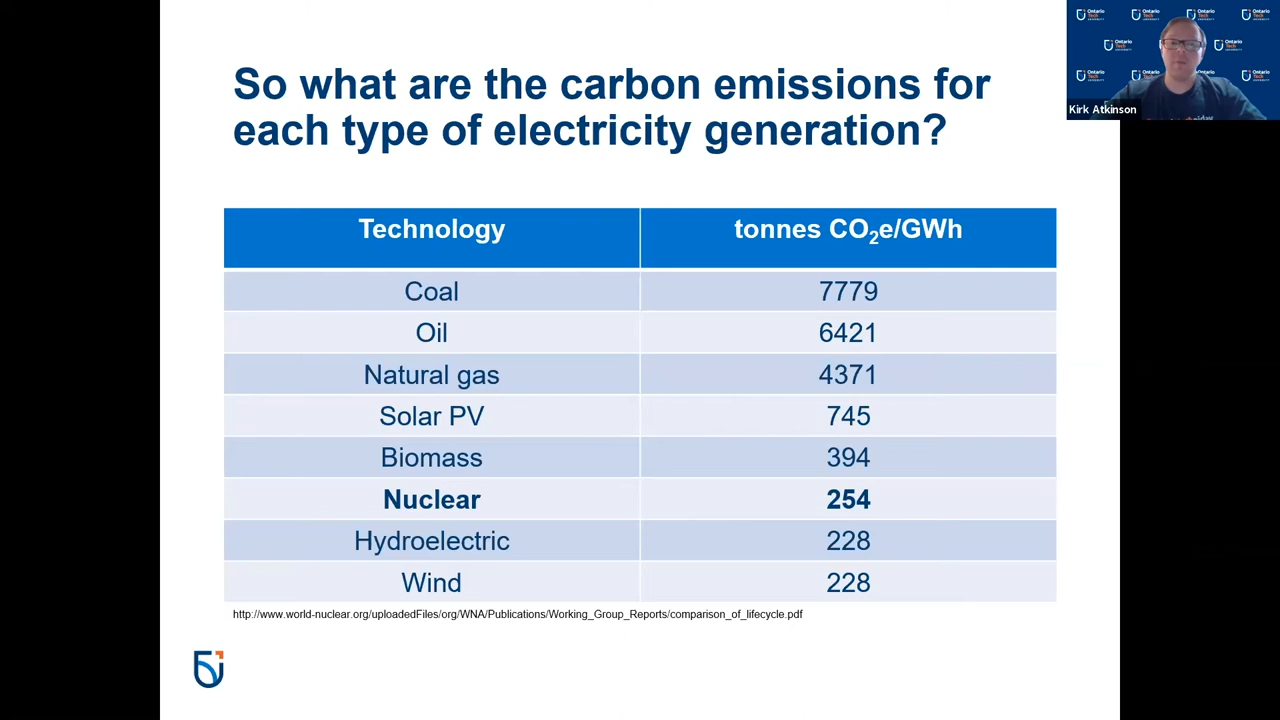 So what are the carbon emissions for
each type of electricity generation?
Technology tonnes CO₂e/GWh
Coal 7779
Oil 6421
Natural gas 4371
Solar PV 745
Biomass 394
Nuclear 254
Hydroelectric 228
Wind 228
http://www.world-nuclear.org/uploadedFiles/org/WNA/Publications/Working_Group_Reports/comparison_of_lifecycle.pdf
Ontario
Tech
Kirk Atkinson